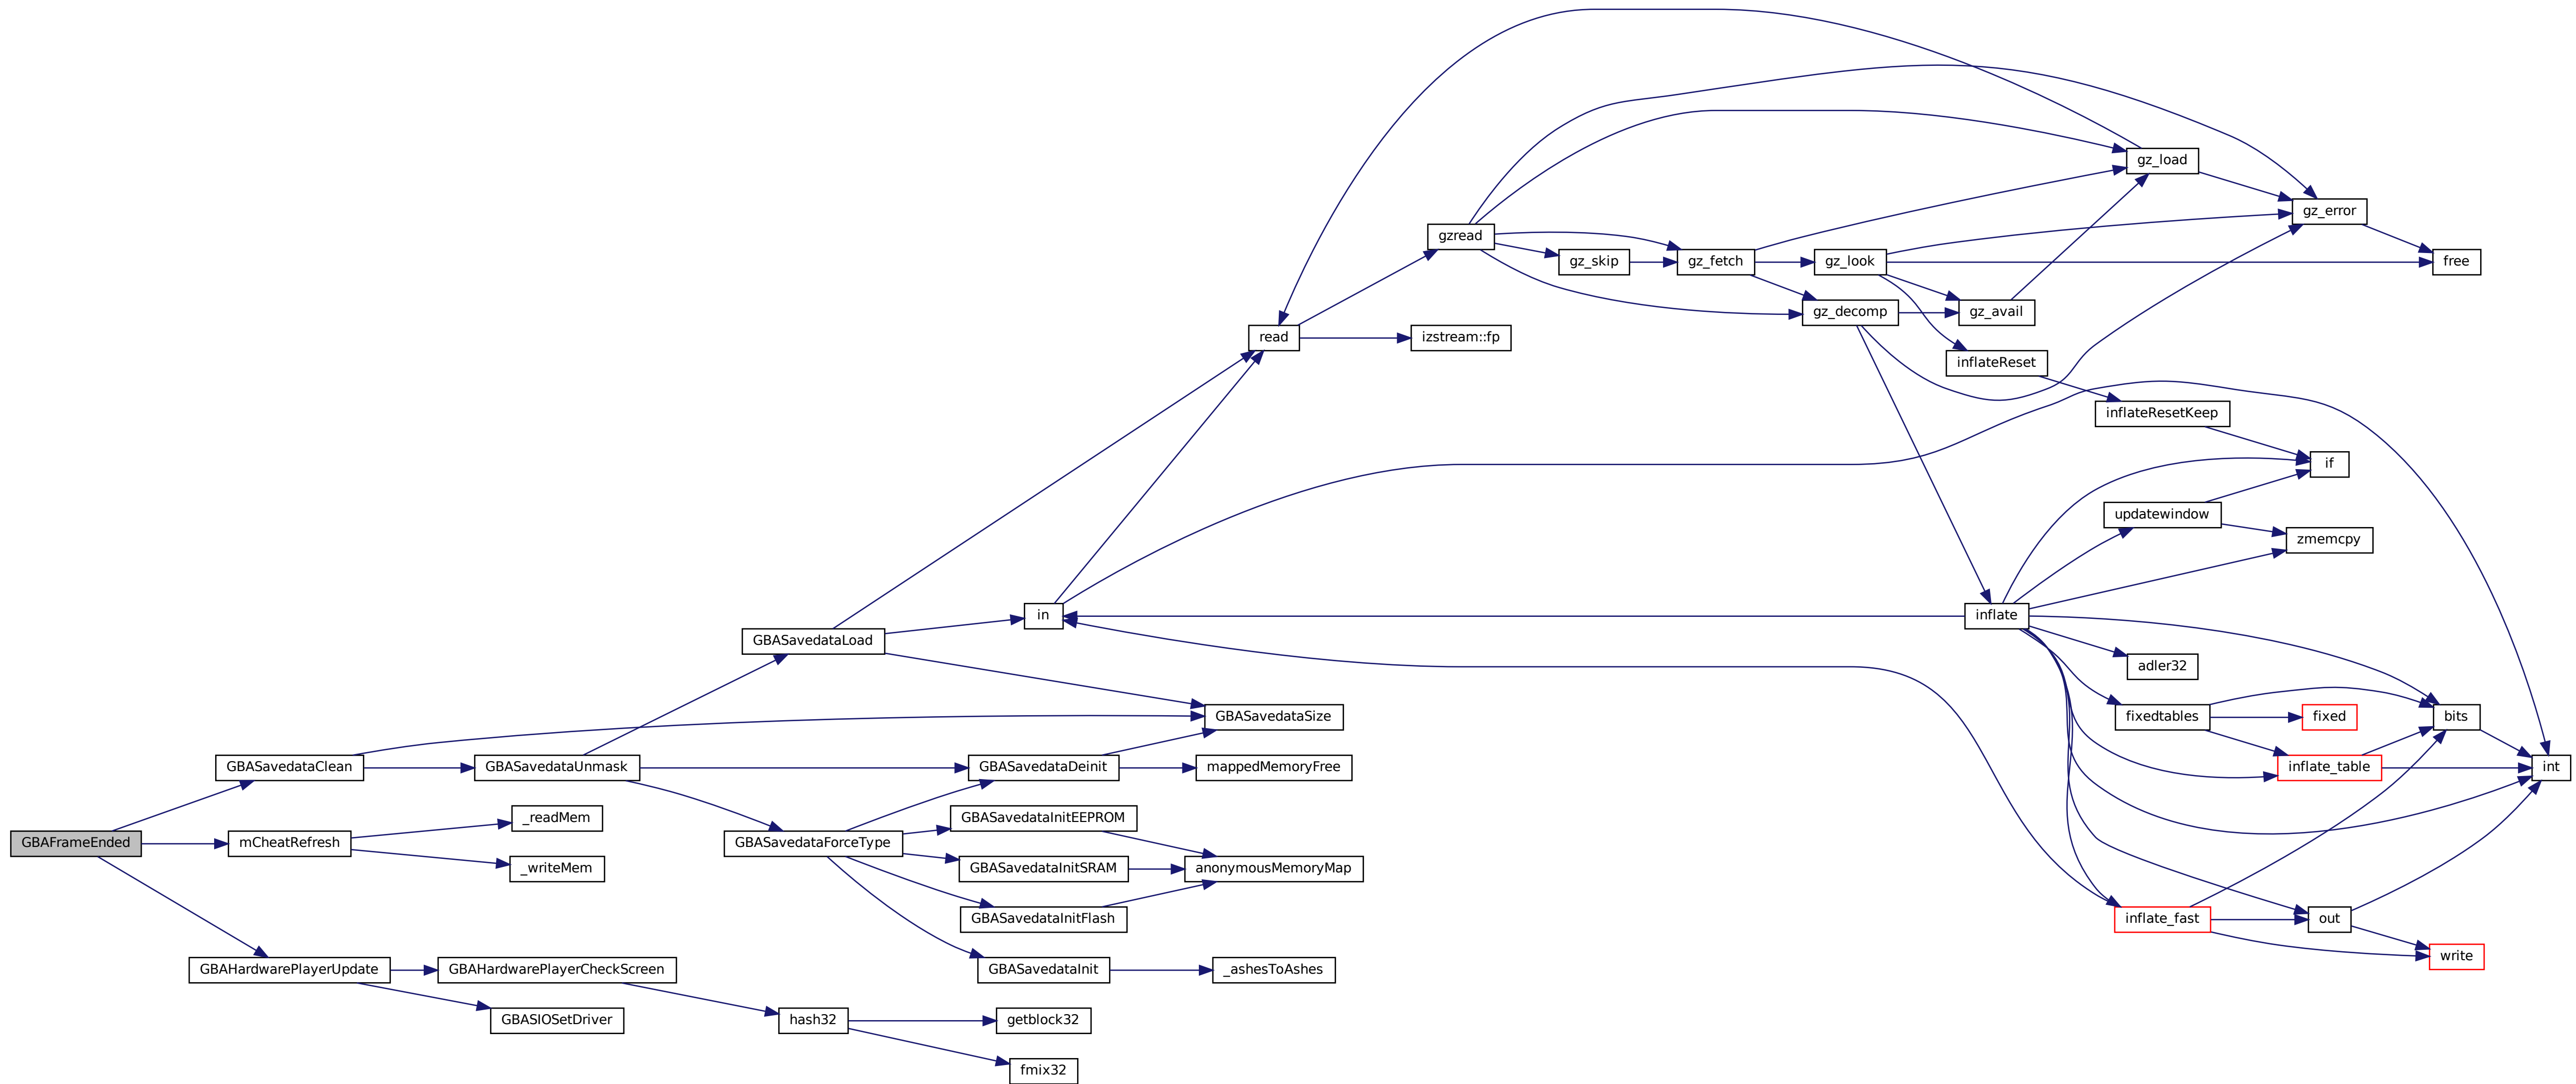 GBAFrameEnded
GBASavedataClean
mCheatRefresh
GBAHardwarePlayerUpdate
GBASavedataUnmask
_readMem
_writeMem
GBAHardwarePlayerCheckScreen
GBASIOSetDriver
GBASavedataLoad
GBASavedataForceType
hash32
in
GBASavedataDeinit
GBASavedataInitEEPROM
GBASavedataInitSRAM
GBASavedataInitFlash
GBASavedataInit
getblock32
fmix32
read
GBASavedataSize
mappedMemoryFree
anonymousMemoryMap
_ashesToAshes
gzread
izstream::fp
gz_skip
gz_fetch
gz_look
gz_decomp
gz_avail
inflateReset
inflate
gz_load
inflateResetKeep
updatewindow
adler32
fixedtables
inflate_fast
gz_error
if
zmemcpy
fixed
inflate_table
out
free
bits
write
int